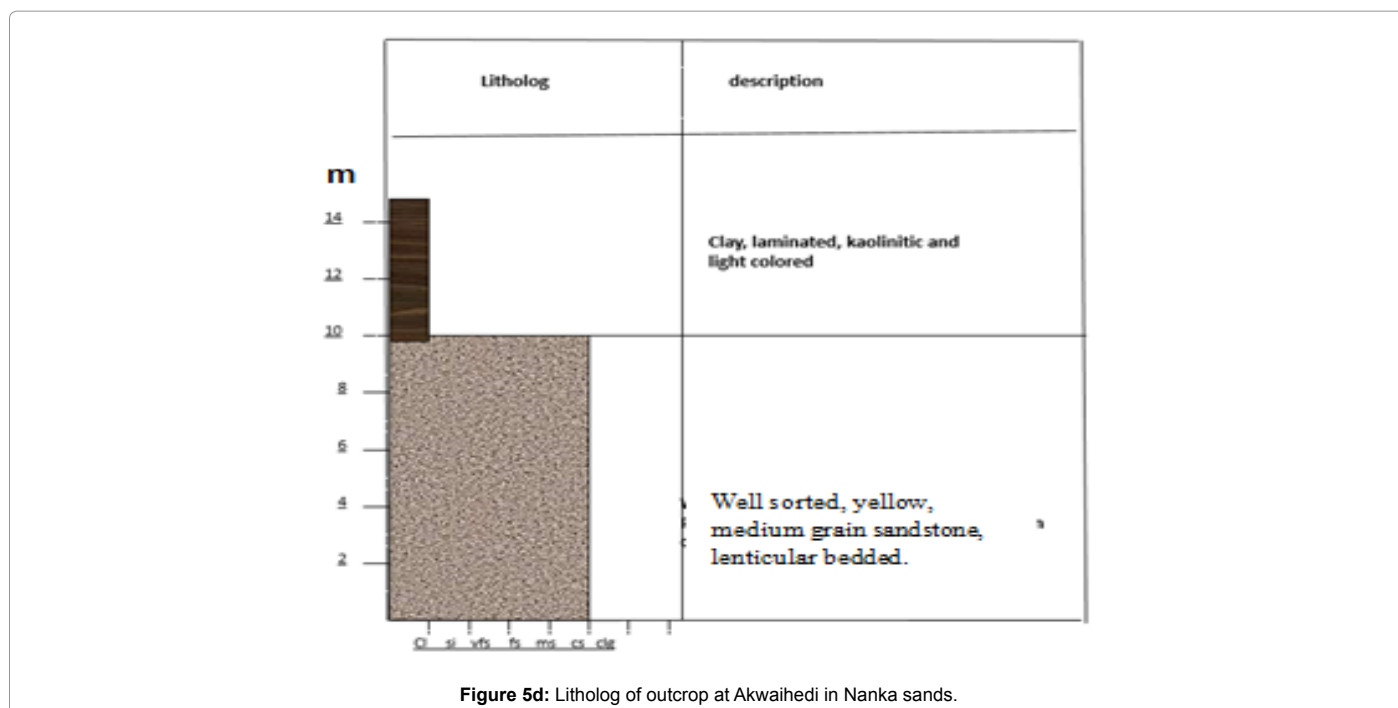 Litholog
description
m
14
12
10
8
6
4
2
Clay, laminated, kaolinitic and
light colored
Well sorted, yellow,
medium grain sandstone,
lenticular bedded.
Cl si vfs fs ms cs clg
Figure 5d: Litholog of outcrop at Akwaihedi in Nanka sands.